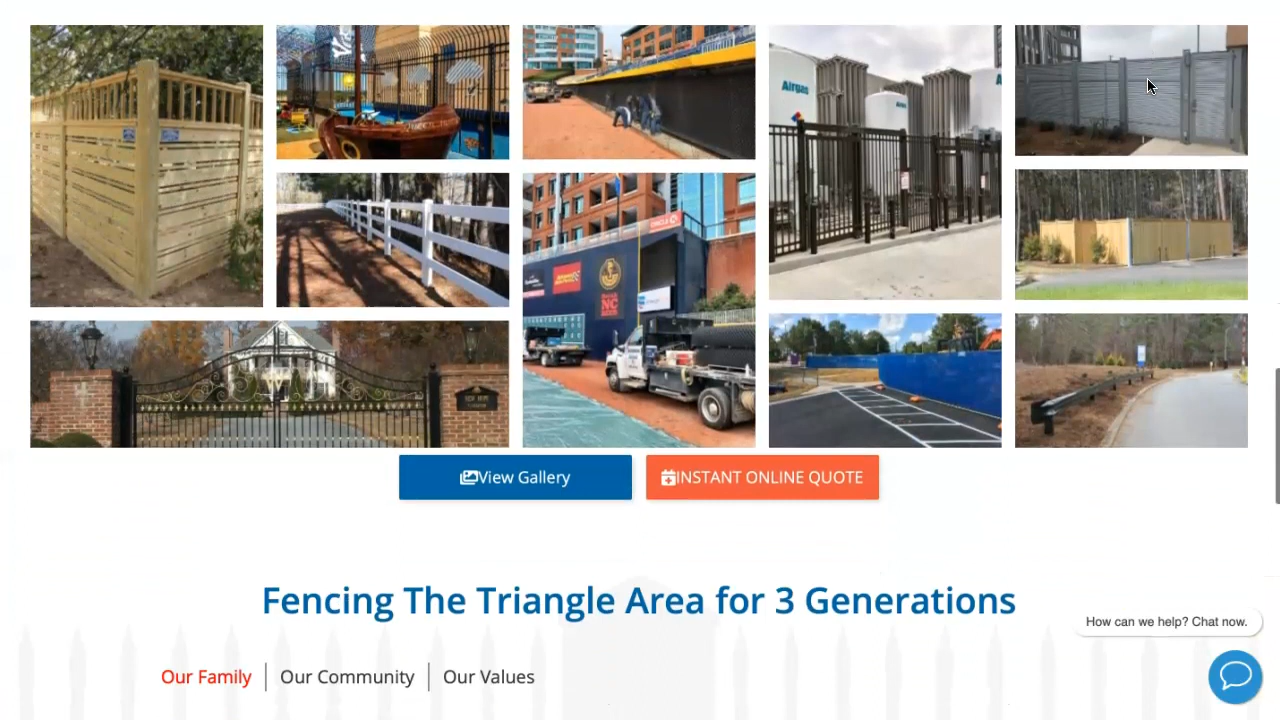 Airgas
NC
View Gallery
INSTANT ONLINE QUOTE
Fencing The Triangle Area for 3 Generations
How can we help? Chat now.
Our Family
Our Community
Our Values